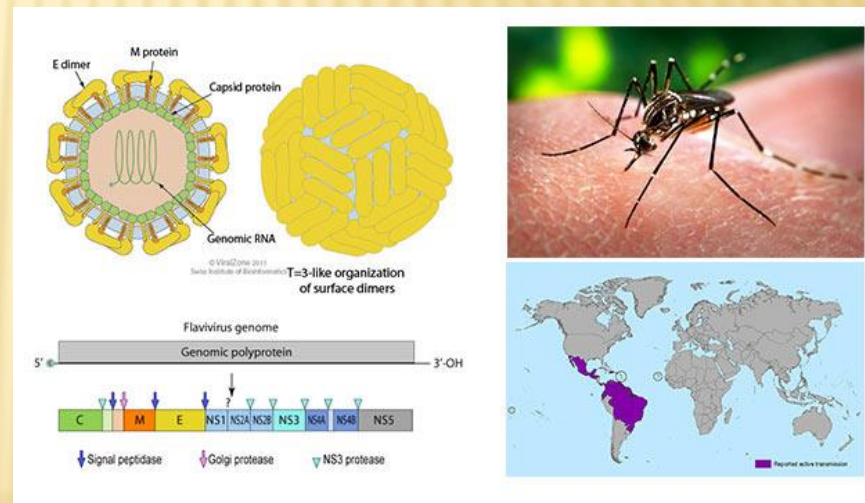 M protein
E dimer
Capsid protein
Genomic RNA
© ViralZone 2011
Swiss Institute of Bioinformatics
T=3-like organization
of surface dimers
Flavivirus genome
Genomic polyprotein
5' C
3'-OH
?
C M E NS1 NS2A NS2B NS3 NS4A NS4B NS5
Signal peptidase Golgi protease NS3 protease
Reported active transmission